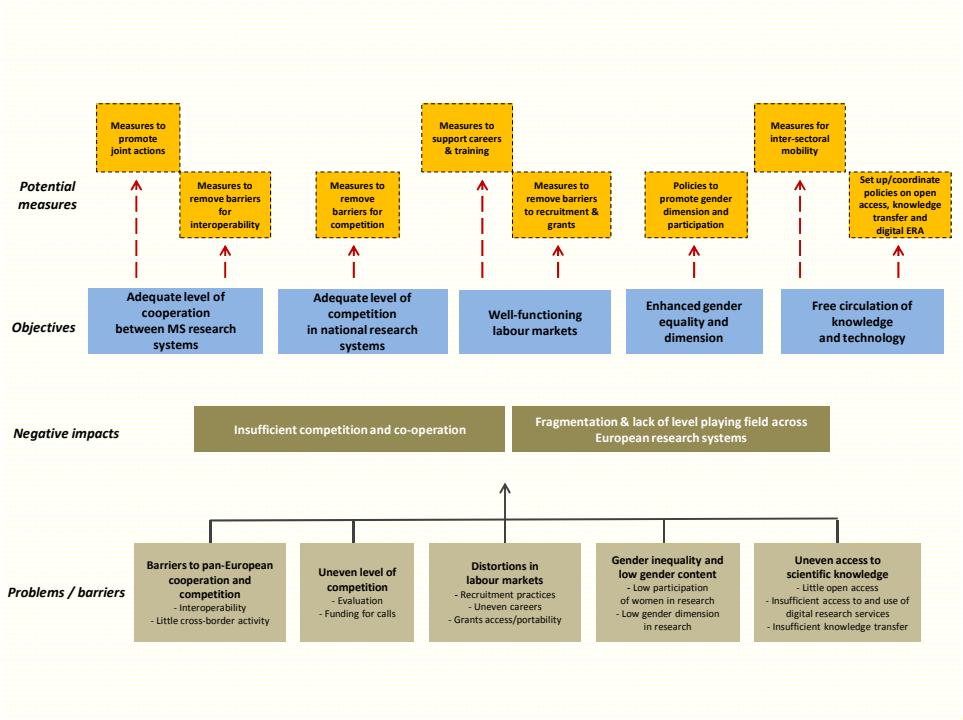 Measures to
promote
joint actions
Measures to
support careers
& training
Measures for
inter-sectoral
mobility
Potential
measures
Measures to
remove barriers
for
interoperability
Measures to
remove
barriers for
competition
Measures to
remove barriers
to recruitment &
grants
Policies to
promote gender
dimension and
participation
Set up/coordinate
policies on open
access, knowledge
transfer and
digital ERA
Objectives
Adequate level of
cooperation
between MS research
systems
Adequate level of
competition
in national research
systems
Well-functioning
labour markets
Enhanced gender
equality and
dimension
Free circulation of
knowledge
and technology
Negative impacts
Insufficient competition and co-operation
Fragmentation & lack of level playing field across
European research systems
Problems / barriers
Barriers to pan-European
cooperation and
competition
- Interoperability
- Little cross-border activity
Uneven level of
competition
- Evaluation
- Funding for calls
Distortions in
labour markets
- Recruitment practices
- Uneven careers
- Grants access/portability
Gender inequality and
low gender content
- Low participation
of women in research
- Low gender dimension
in research
Uneven access to
scientific knowledge
- Little open access
- Insufficient access to and use of
digital research services
- Insufficient knowledge transfer